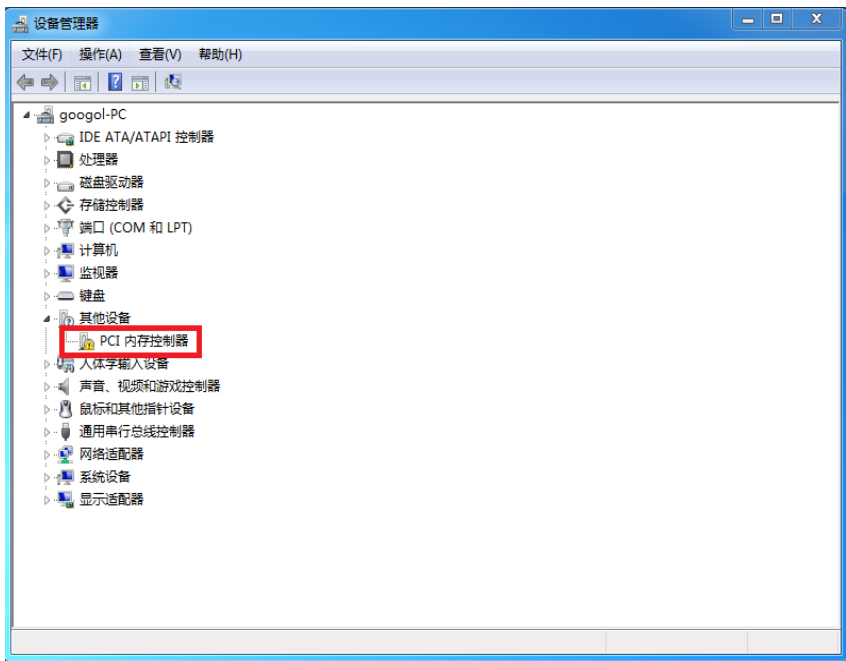 设备管理器
文件(F) 操作(A) 查看(V) 帮助(H)
googol-PC
IDE ATA/ATAPI 控制器
处理器
磁盘驱动器
存储控制器
端口 (COM 和 LPT)
计算机
监视器
键盘
其他设备
PCI 内存控制器
人体学输入设备
声音、视频和游戏控制器
鼠标和其他指针设备
通用串行总线控制器
网络适配器
系统设备
显示适配器